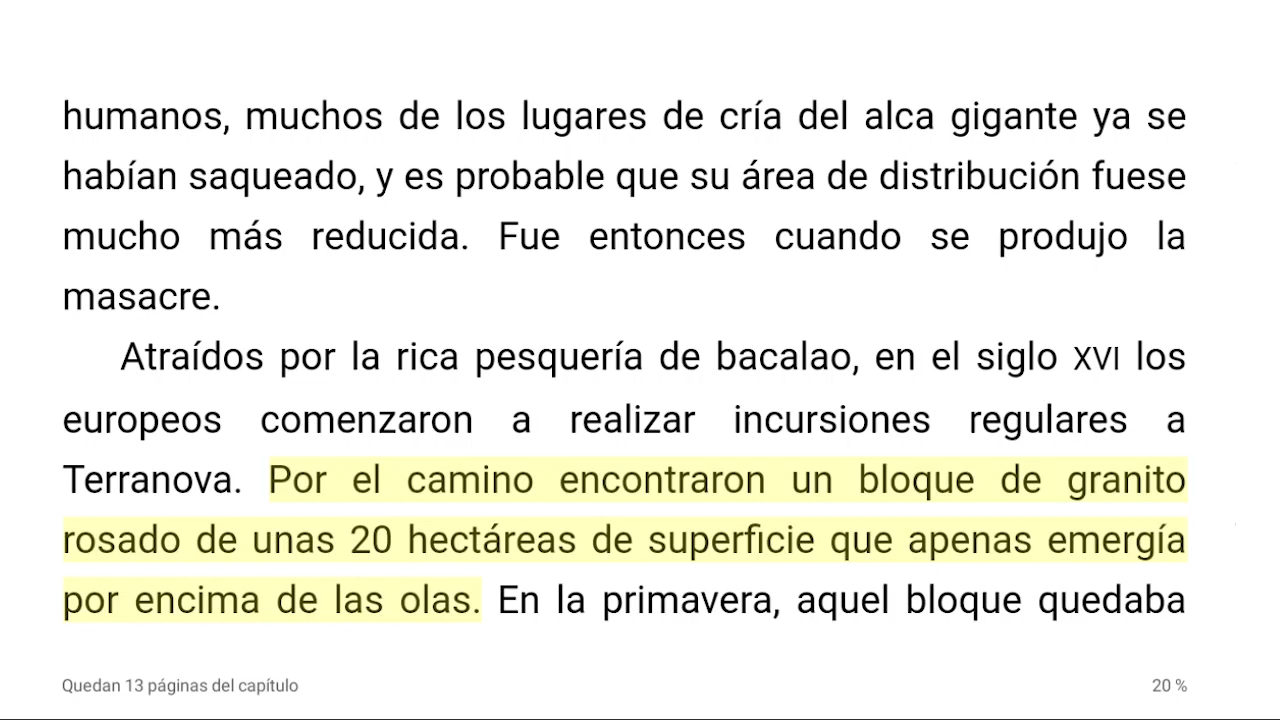 humanos, muchos de los lugares de cría del alca gigante ya se
habían saqueado, y es probable que su área de distribución fuese
mucho más reducida. Fue entonces cuando se produjo la
masacre.
Atraídos por la rica pesquería de bacalao, en el siglo XVI los
europeos comenzaron a realizar incursiones regulares a
Terranova. Por el camino encontraron un bloque de granito
rosado de unas 20 hectáreas de superficie que apenas emergía
por encima de las olas. En la primavera, aquel bloque quedaba
Quedan 13 páginas del capítulo
20 %